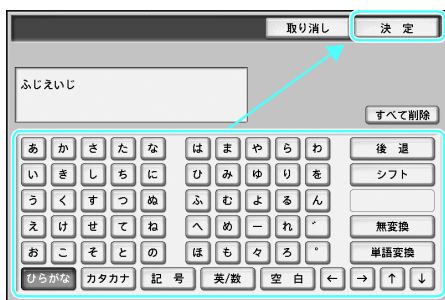 取り消し 決 定
ふじえいじ
すべて削除
あ か さ た な は ま や ら わ 後 退
い き し ち に ひ み ゆ り を シフト
う く す つ ぬ ふ む よ る ん
え け せ て ね へ め ー れ ゛ 無変換
お こ そ と の ほ も 々 ろ ゜ 単語変換
ひらがな カタカナ 記 号 英/数 空 白 ← → ↑ ↓